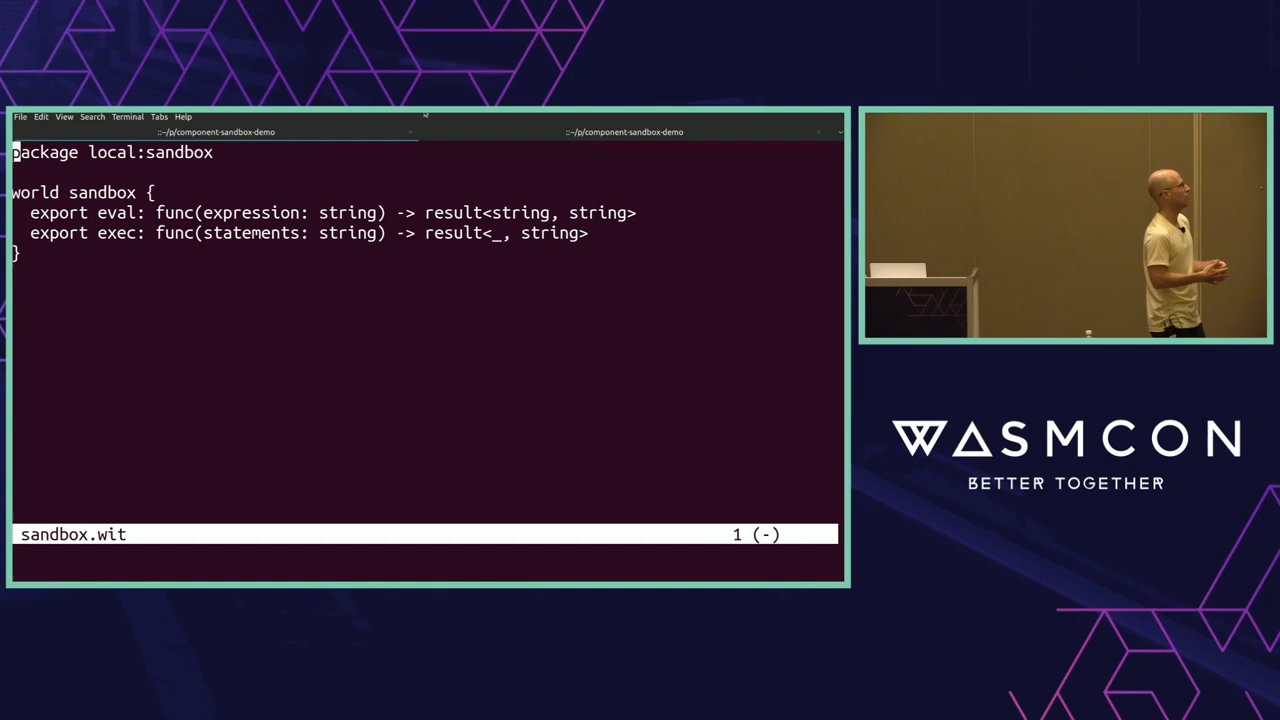 File Edit View Search Terminal Tabs Help
::~/p/component-sandbox-demo × ::~/p/component-sandbox-demo ×
package local:sandbox
world sandbox {
  export eval: func(expression: string) -> result<string, string>
  export exec: func(statements: string) -> result<_, string>
}
sandbox.wit 1 (-)
WASMCON
BETTER TOGETHER